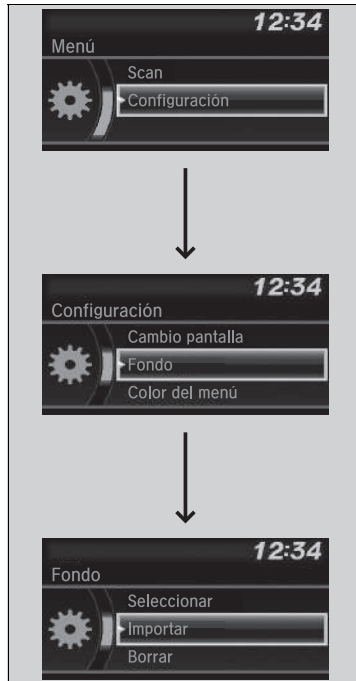 12:34
Menú
Scan
Configuración
12:34
Configuración
Cambio pantalla
Fondo
Color del menú
12:34
Fondo
Seleccionar
Importar
Borrar